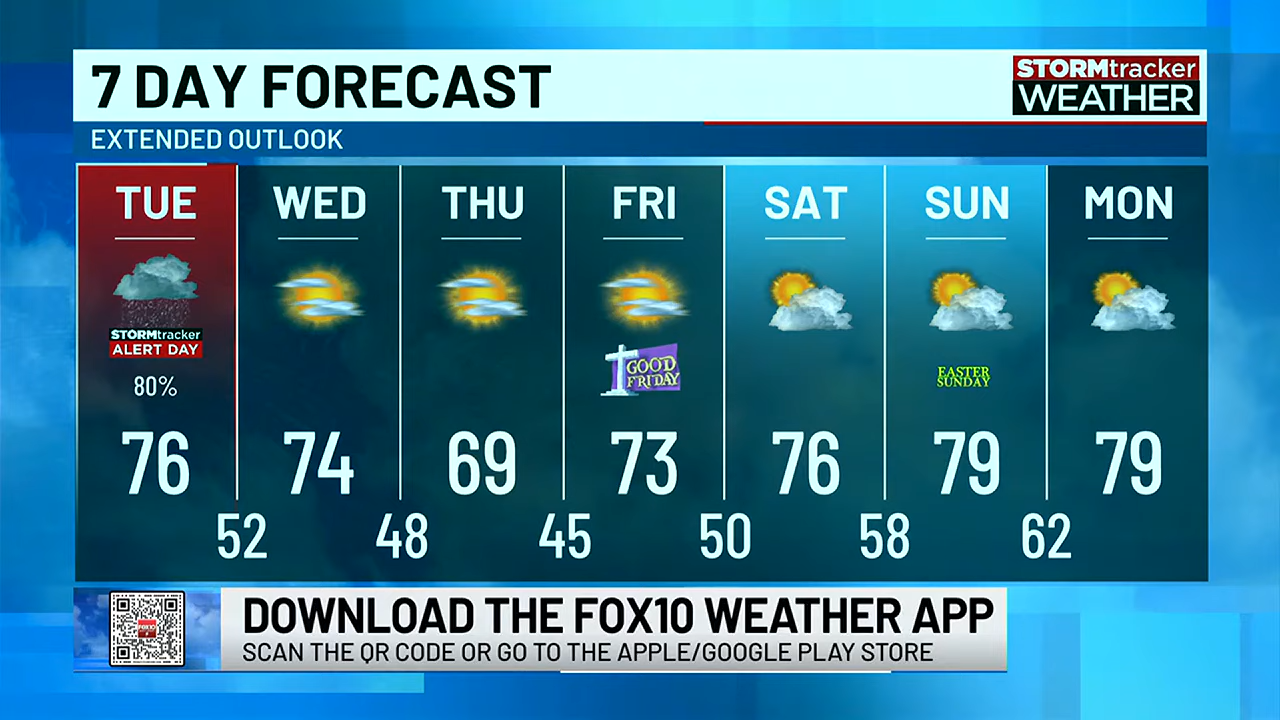 7 DAY FORECAST
STORMtracker
WEATHER
EXTENDED OUTLOOK
TUE WED THU FRI SAT SUN MON
STORMtracker
ALERT DAY
80%
GOOD
FRIDAY
EASTER
SUNDAY
76 74 69 73 76 79 79
52 48 45 50 58 62
FOX10
DOWNLOAD THE FOX10 WEATHER APP
SCAN THE QR CODE OR GO TO THE APPLE/GOOGLE PLAY STORE